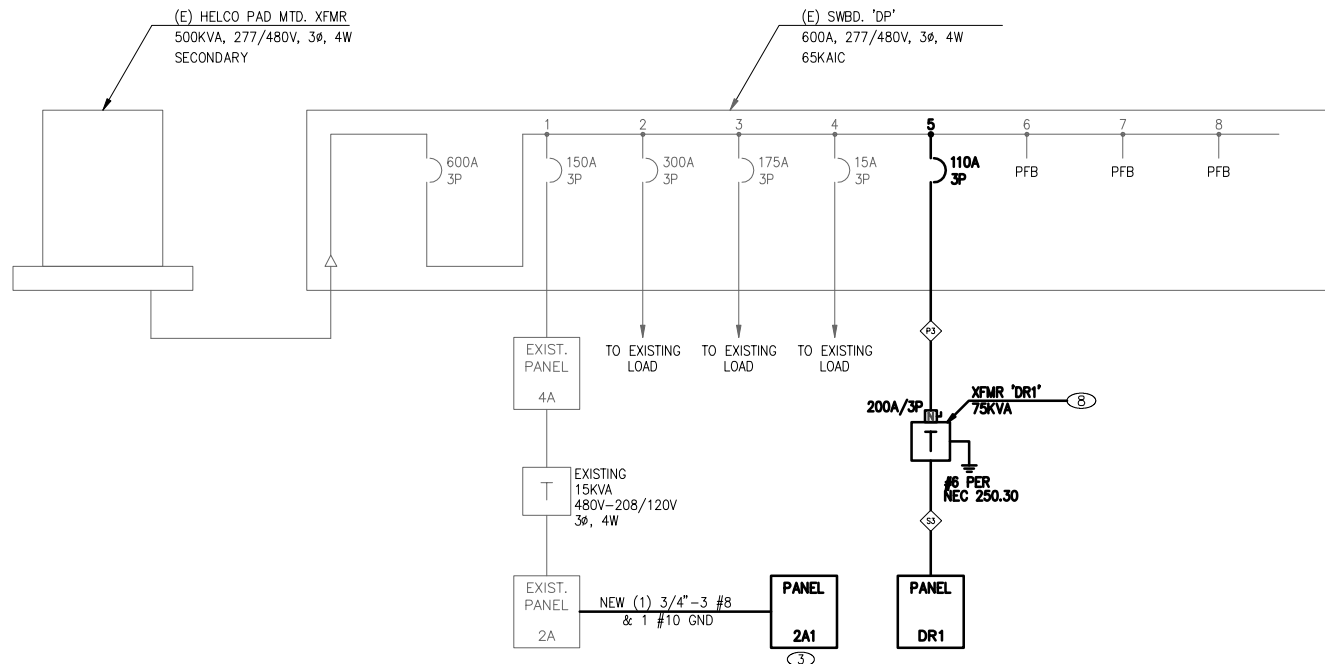 (E) HELCO PAD MTD. XFMR
500KVA, 277/480V, 3ø, 4W
SECONDARY
(E) SWBD. 'DP'
600A, 277/480V, 3ø, 4W
65KAIC
1
2
3
4
5
6
7
8
600A
3P
150A
3P
300A
3P
175A
3P
15A
3P
110A
3P
PFB
PFB
PFB
P3
EXIST.
PANEL
4A
TO EXISTING
LOAD
TO EXISTING
LOAD
TO EXISTING
LOAD
200A/3P
N
XFMR 'DR1'
75KVA
8
T
#6 PER
NEC 250.30
T
EXISTING
15KVA
480V-208/120V
3ø, 4W
S3
EXIST.
PANEL
2A
NEW (1) 3/4"-3 #8
& 1 #10 GND
PANEL
2A1
3
PANEL
DR1